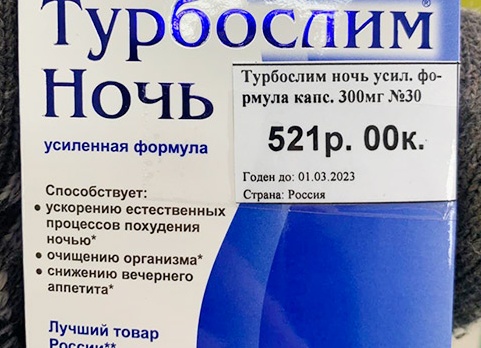 Турбослим®
Ночь
усиленная формула
Турбослим ночь усил. фо-
рмула капс. 300мг №30
521р. 00к.
Годен до: 01.03.2023
Страна: Россия
Способствует:
• ускорению естественных
процессов похудения
ночью*
• очищению организма*
• снижению вечернего
аппетита*
Лучший товар
России**